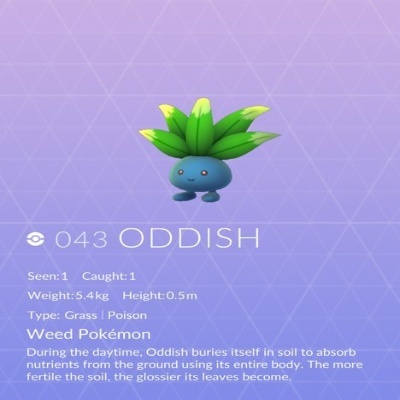 043 ODDISH
Seen:1 Caught:1
Weight:5.4kg Height:0.5m
Type: Grass | Poison
Weed Pokémon
During the daytime, Oddish buries itself in soil to absorb
nutrients from the ground using its entire body. The more
fertile the soil, the glossier its leaves become.